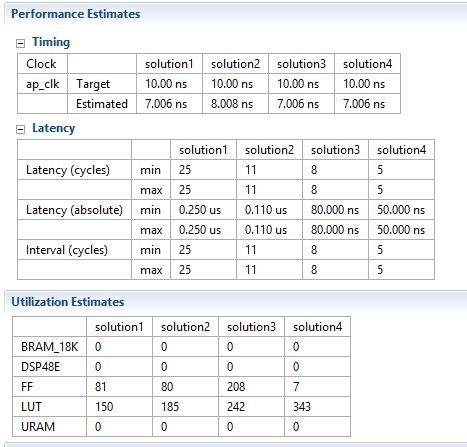 Performance Estimates
Timing
Clock solution1 solution2 solution3 solution4
ap_clk Target 10.00 ns 10.00 ns 10.00 ns 10.00 ns
Estimated 7.006 ns 8.008 ns 7.006 ns 7.006 ns
Latency
solution1 solution2 solution3 solution4
Latency (cycles) min 25 11 8 5
max 25 11 8 5
Latency (absolute) min 0.250 us 0.110 us 80.000 ns 50.000 ns
max 0.250 us 0.110 us 80.000 ns 50.000 ns
Interval (cycles) min 25 11 8 5
max 25 11 8 5
Utilization Estimates
solution1 solution2 solution3 solution4
BRAM_18K 0 0 0 0
DSP48E 0 0 0 0
FF 81 80 208 7
LUT 150 185 242 343
URAM 0 0 0 0